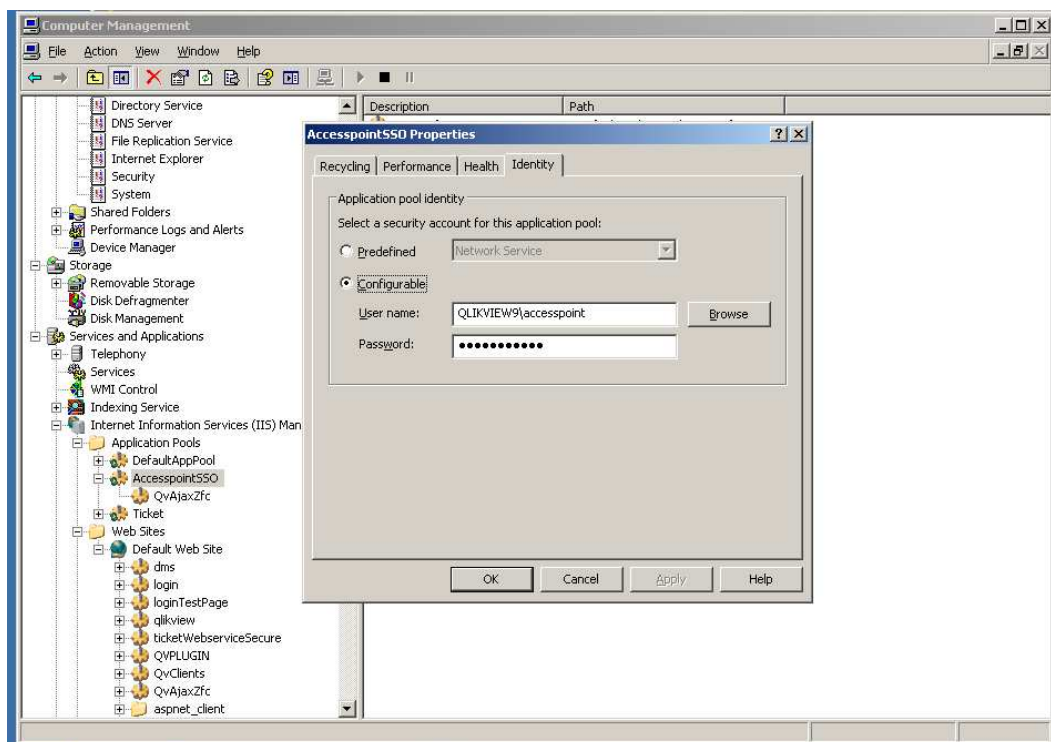 Computer Management
File Action View Window Help
Directory Service
DNS Server
File Replication Service
Internet Explorer
Security
System
Shared Folders
Performance Logs and Alerts
Device Manager
Storage
Removable Storage
Disk Defragmenter
Disk Management
Services and Applications
Telephony
Services
WMI Control
Indexing Service
Internet Information Services (IIS) Man
Application Pools
DefaultAppPool
AccesspointSSO
QvAjaxZfc
Ticket
Web Sites
Default Web Site
dms
login
loginTestPage
qlikview
ticketWebserviceSecure
QVPLUGIN
QvClients
QvAjaxZfc
aspnet_client
Description Path
AccesspointSSO Properties
Recycling Performance Health Identity
Application pool identity
Select a security account for this application pool:
Predefined Network Service
Configurable
User name: QLIKVIEW9\accesspoint Browse
Password: ●●●●●●●●●●●
OK Cancel Apply Help